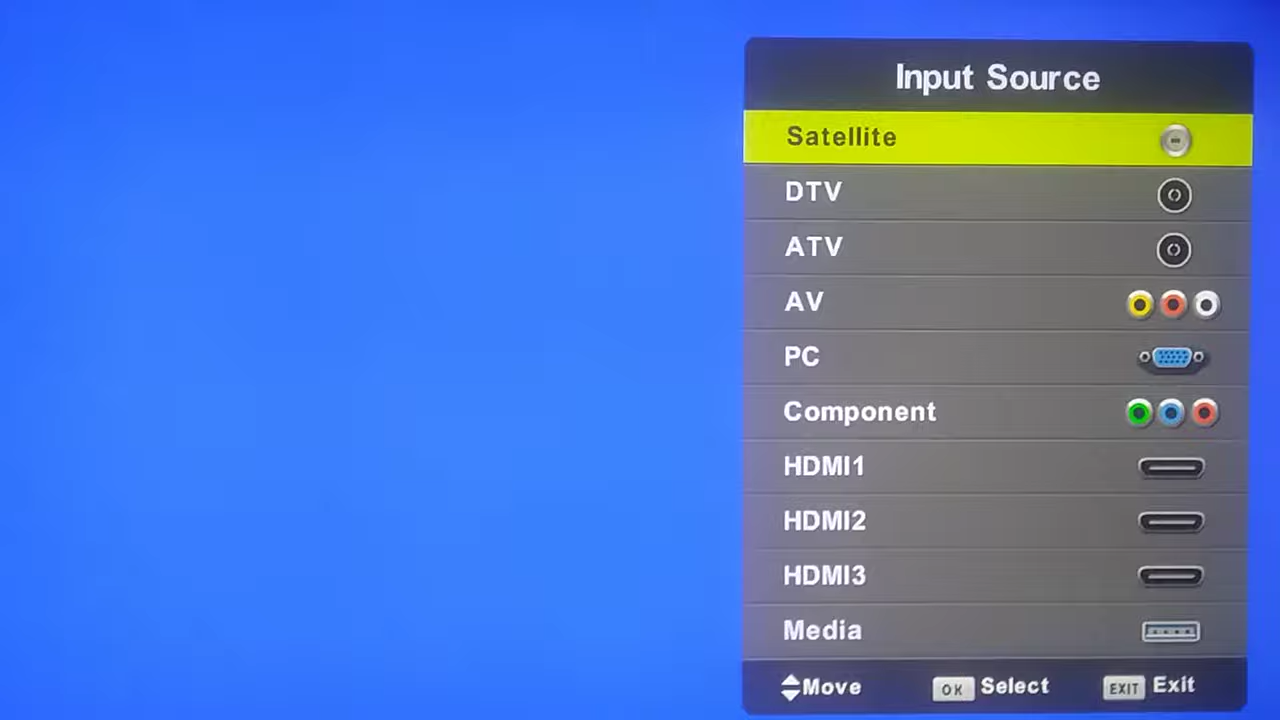 Input Source
Satellite
DTV
ATV
AV
PC
Component
HDMI1
HDMI2
HDMI3
Media
Move OK Select EXIT Exit